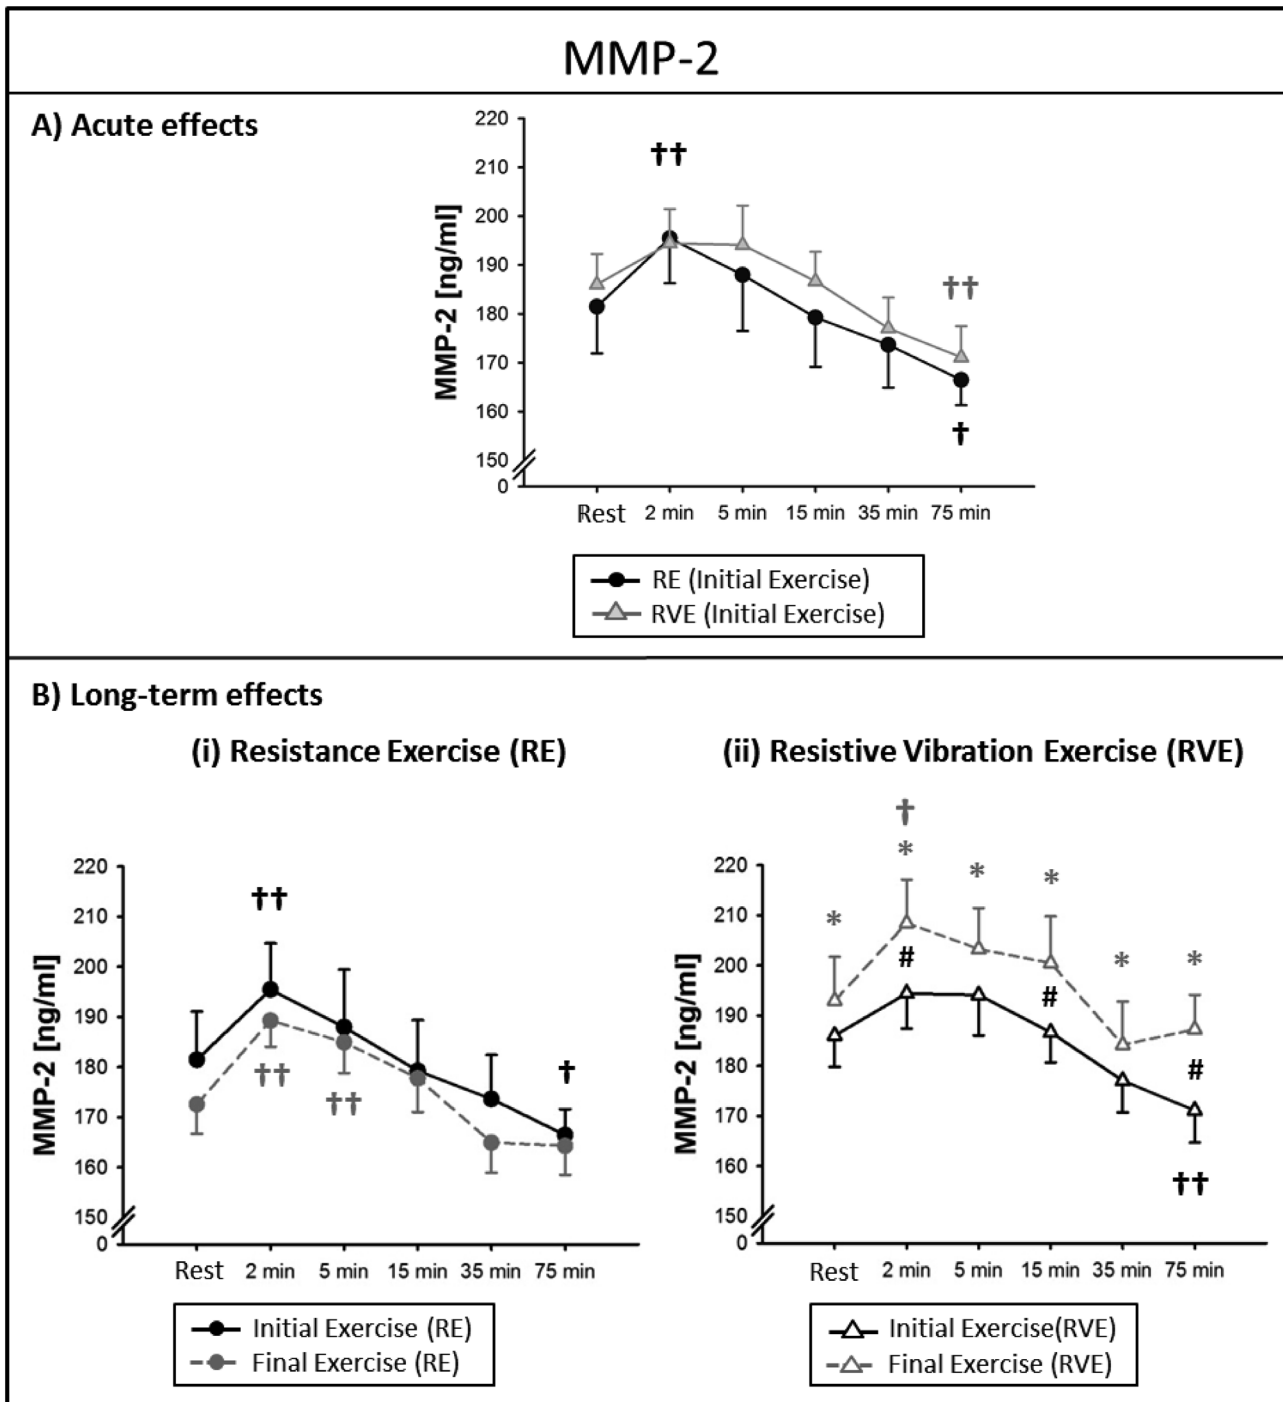 MMP-2
A) Acute effects
††
††
†
MMP-2 [ng/ml]
220
210
200
190
180
170
160
150
0
Rest 2 min 5 min 15 min 35 min 75 min
RE (Initial Exercise)
RVE (Initial Exercise)
B) Long-term effects
(i) Resistance Exercise (RE)
††
†† †† †
MMP-2 [ng/ml]
220
210
200
190
180
170
160
150
0
Rest 2 min 5 min 15 min 35 min 75 min
Initial Exercise (RE)
Final Exercise (RE)
(ii) Resistive Vibration Exercise (RVE)
†
* * * * * *
# # #
††
MMP-2 [ng/ml]
220
210
200
190
180
170
160
150
0
Rest 2 min 5 min 15 min 35 min 75 min
Initial Exercise(RVE)
Final Exercise (RVE)